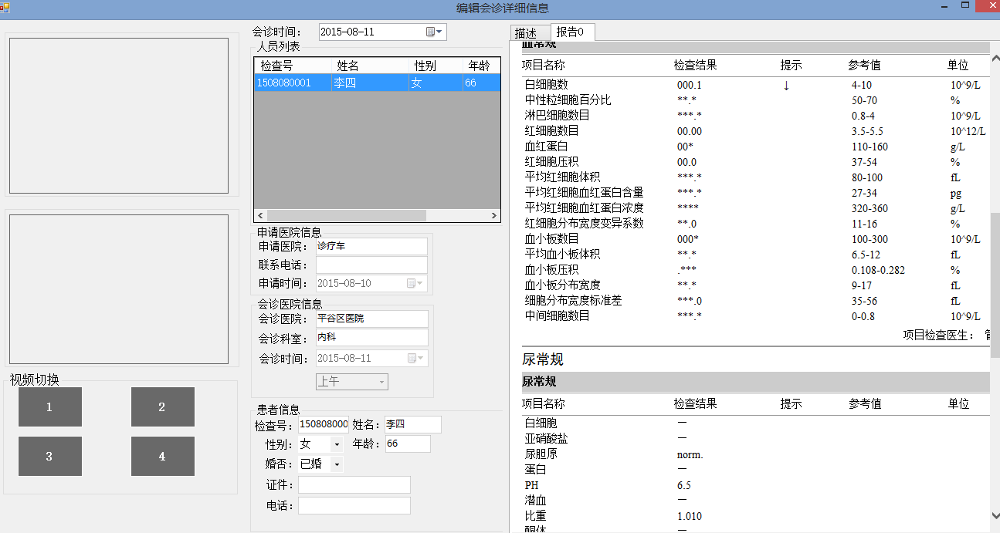 编辑会诊详细信息
会诊时间： 2015-08-11
人员列表
检查号 姓名 性别 年龄
1508080001 李四 女 66
申请医院信息
申请医院： 诊疗车
联系电话：
申请时间： 2015-08-10
会诊医院信息
会诊医院： 平谷区医院
会诊科室： 内科
会诊时间： 2015-08-11
上午
视频切换
1 2
3 4
患者信息
检查号： 150808000 姓名： 李四
性别： 女 年龄： 66
婚否： 已婚
证件：
电话：
描述 报告0
血常规
项目名称 检查结果 提示 参考值 单位
白细胞数 000.1 ↓ 4-10 10^9/L
中性粒细胞百分比 **.* 50-70 %
淋巴细胞数目 ***.* 0.8-4 10^9/L
红细胞数目 00.00 3.5-5.5 10^12/L
血红蛋白 00* 110-160 g/L
红细胞压积 00.0 37-54 %
平均红细胞体积 ***.* 80-100 fL
平均红细胞血红蛋白含量 ***.* 27-34 pg
平均红细胞血红蛋白浓度 **** 320-360 g/L
红细胞分布宽度变异系数 **.0 11-16 %
血小板数目 000* 100-300 10^9/L
平均血小板体积 **.* 6.5-12 fL
血小板压积 .*** 0.108-0.282 %
血小板分布宽度 **.* 9-17 fL
细胞分布宽度标准差 ***.0 35-56 fL
中间细胞数目 ***.* 0-0.8 10^9/L
项目检查医生：
尿常规
尿常规
项目名称 检查结果 提示 参考值 单位
白细胞 —
亚硝酸盐 —
尿胆原 norm.
蛋白 —
PH 6.5
潜血 —
比重 1.010
酮体 —